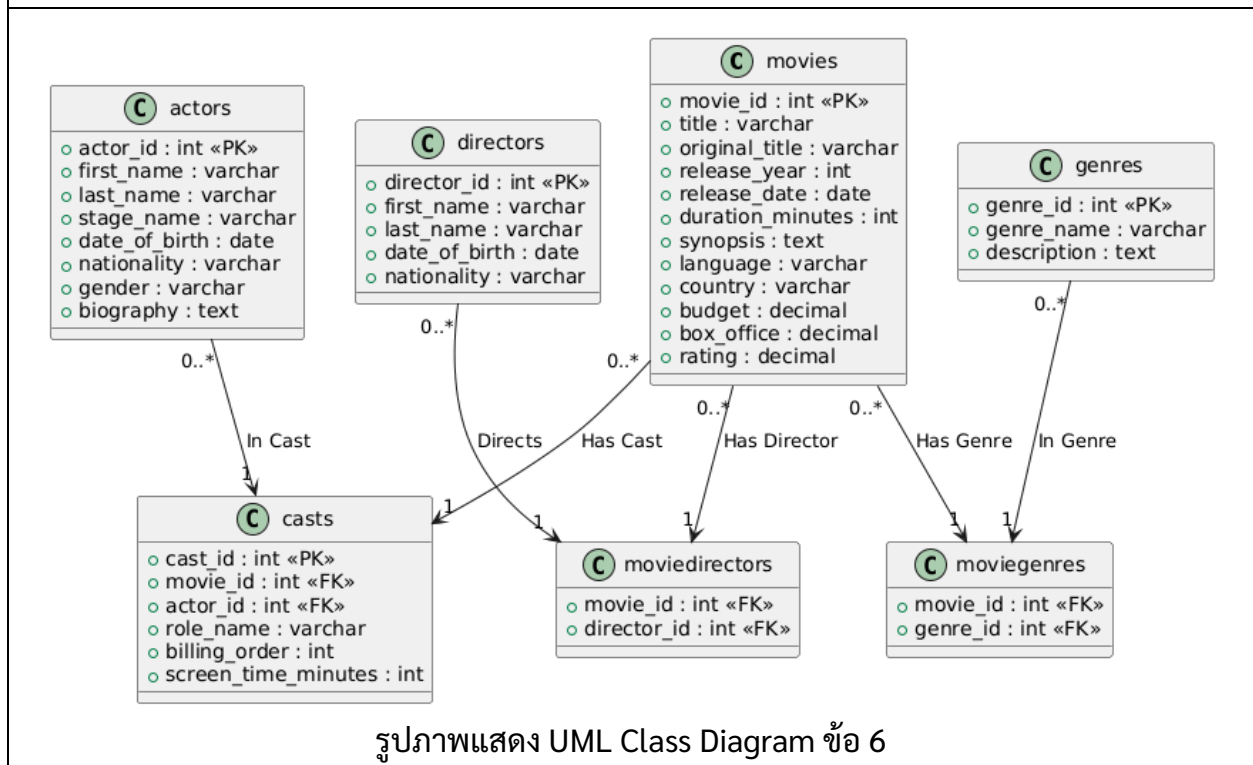 C actors
actor_id : int «PK»
first_name : varchar
last_name : varchar
stage_name : varchar
date_of_birth : date
nationality : varchar
gender : varchar
biography : text
C directors
director_id : int «PK»
first_name : varchar
last_name : varchar
date_of_birth : date
nationality : varchar
C movies
movie_id : int «PK»
title : varchar
original_title : varchar
release_year : int
release_date : date
duration_minutes : int
synopsis : text
language : varchar
country : varchar
budget : decimal
box_office : decimal
rating : decimal
C genres
genre_id : int «PK»
genre_name : varchar
description : text
0..*
0..*
0..*
0..*
0..*
0..*
In Cast
Directs
Has Cast
Has Director
Has Genre
In Genre
1
1
1
1
1
1
C casts
cast_id : int «PK»
movie_id : int «FK»
actor_id : int «FK»
role_name : varchar
billing_order : int
screen_time_minutes : int
C moviedirectors
movie_id : int «FK»
director_id : int «FK»
C moviegenres
movie_id : int «FK»
genre_id : int «FK»
รูปภาพแสดง UML Class Diagram ข้อ 6